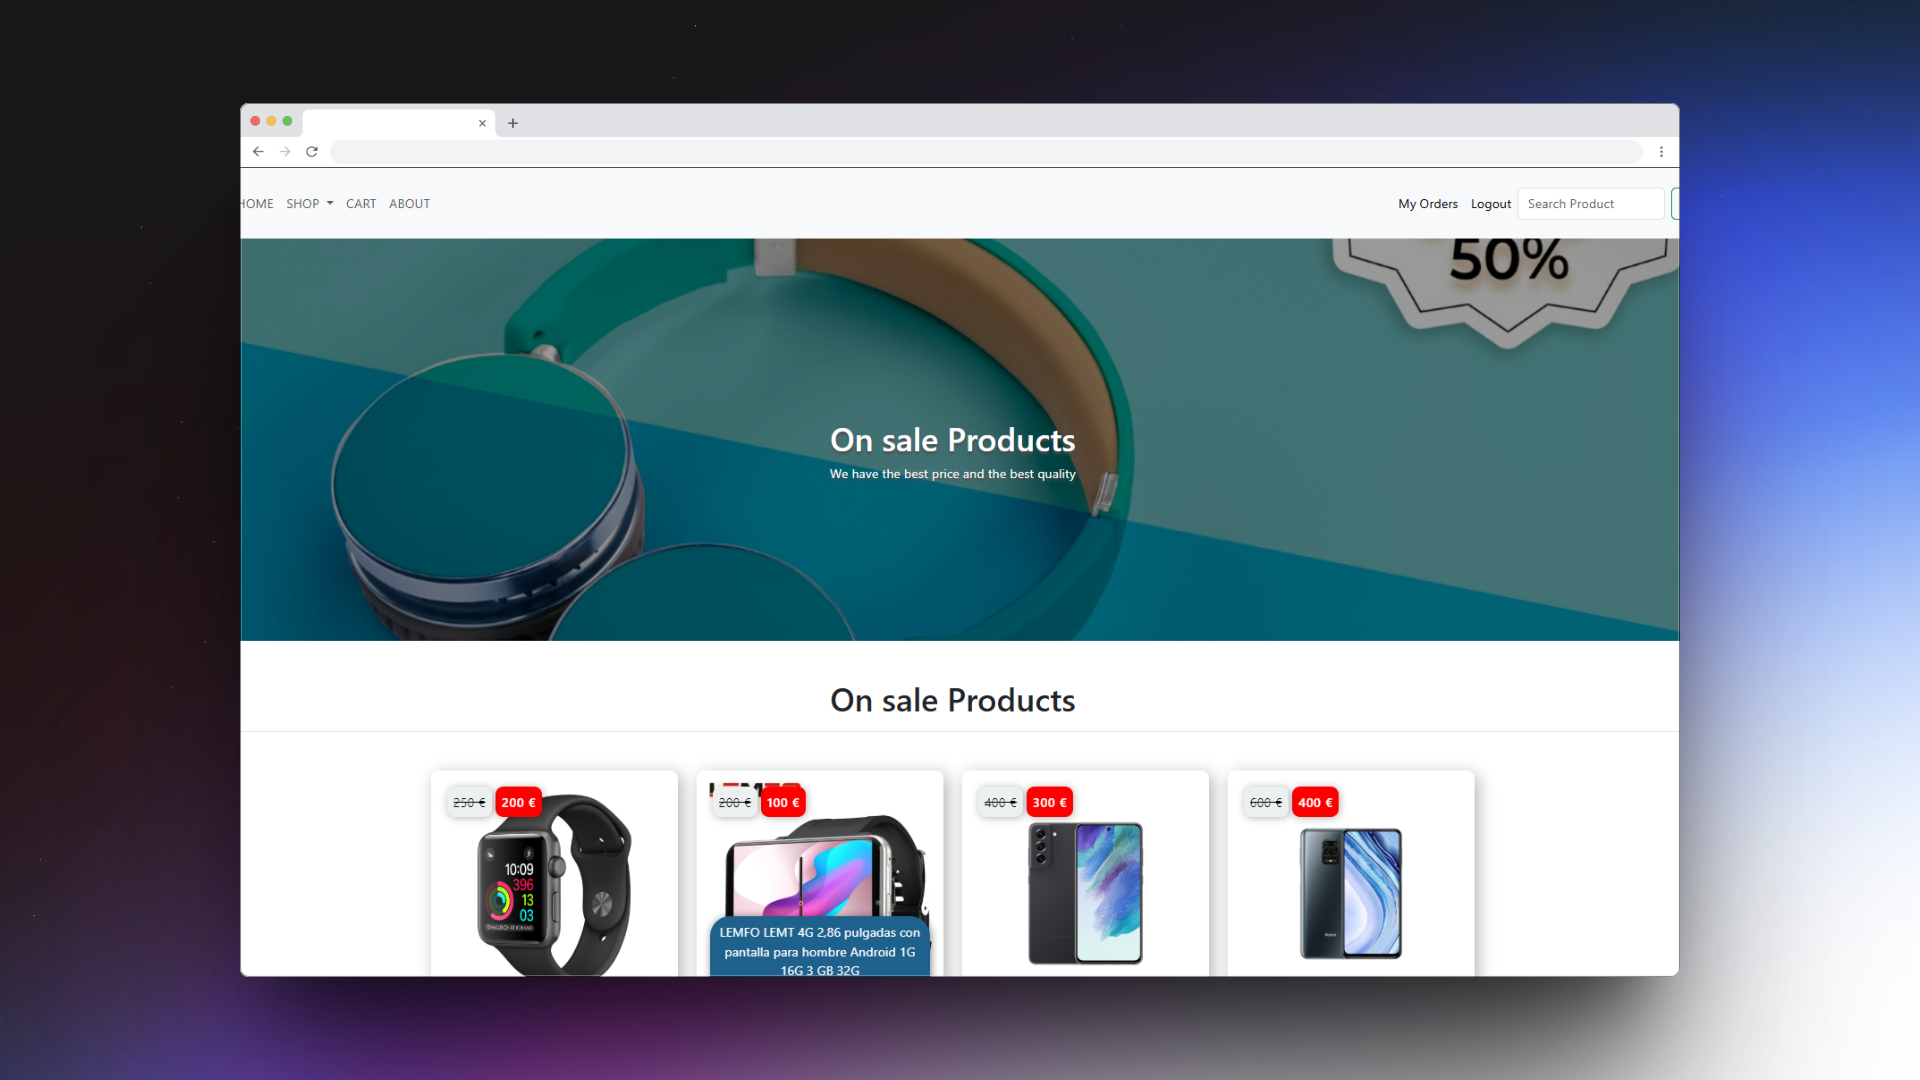 HOME SHOP CART ABOUT My Orders Logout Search Product
50%
On sale Products
We have the best price and the best quality
On sale Products
250 € 200 €
200 € 100 €
400 € 300 €
600 € 400 €
10:09
396
13
03
LEMFO LEMT 4G 2,86 pulgadas con
pantalla para hombre Android 1G
16G 3 GB 32G
Redmi